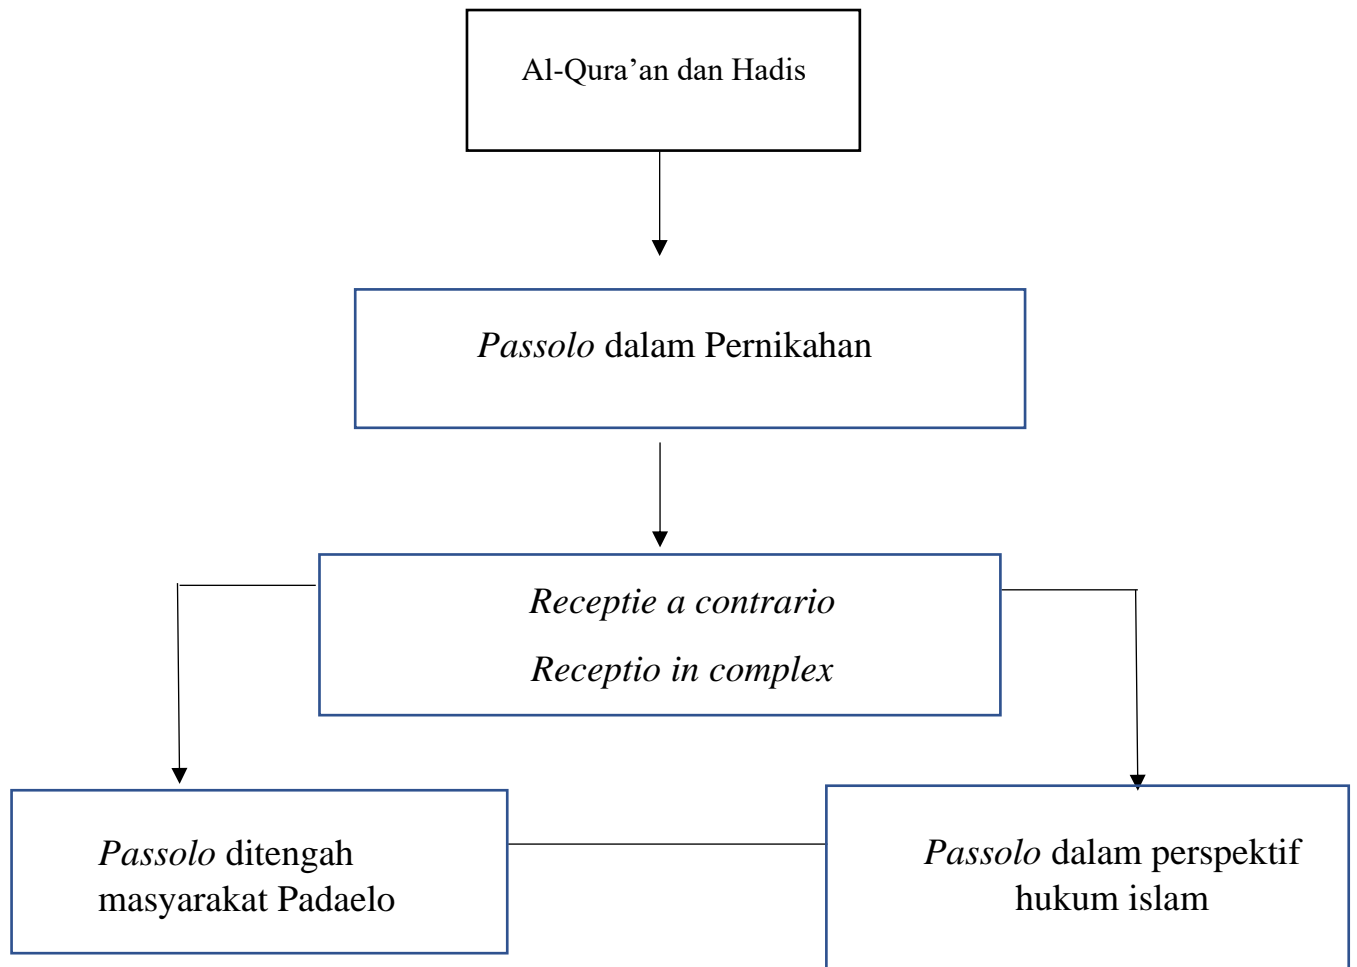 Al-Qura’an dan Hadis
Passolo dalam Pernikahan
Receptie a contrario
Receptio in complex
Passolo ditengah
masyarakat Padaelo
Passolo dalam perspektif
hukum islam